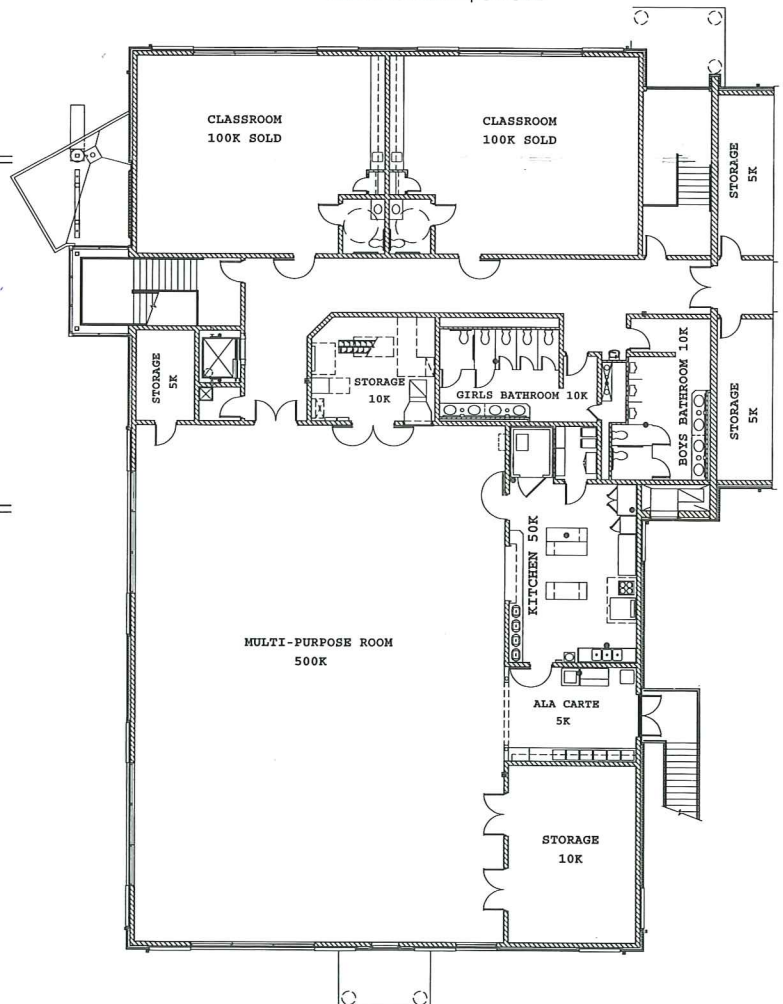 CLASSROOM
100K SOLD
CLASSROOM
100K SOLD
STORAGE
5K
STORAGE
5K
STORAGE
10K
GIRLS BATHROOM 10K
BOYS BATHROOM 10K
STORAGE
5K
KITCHEN 50K
MULTI-PURPOSE ROOM
500K
ALA CARTE
5K
STORAGE
10K